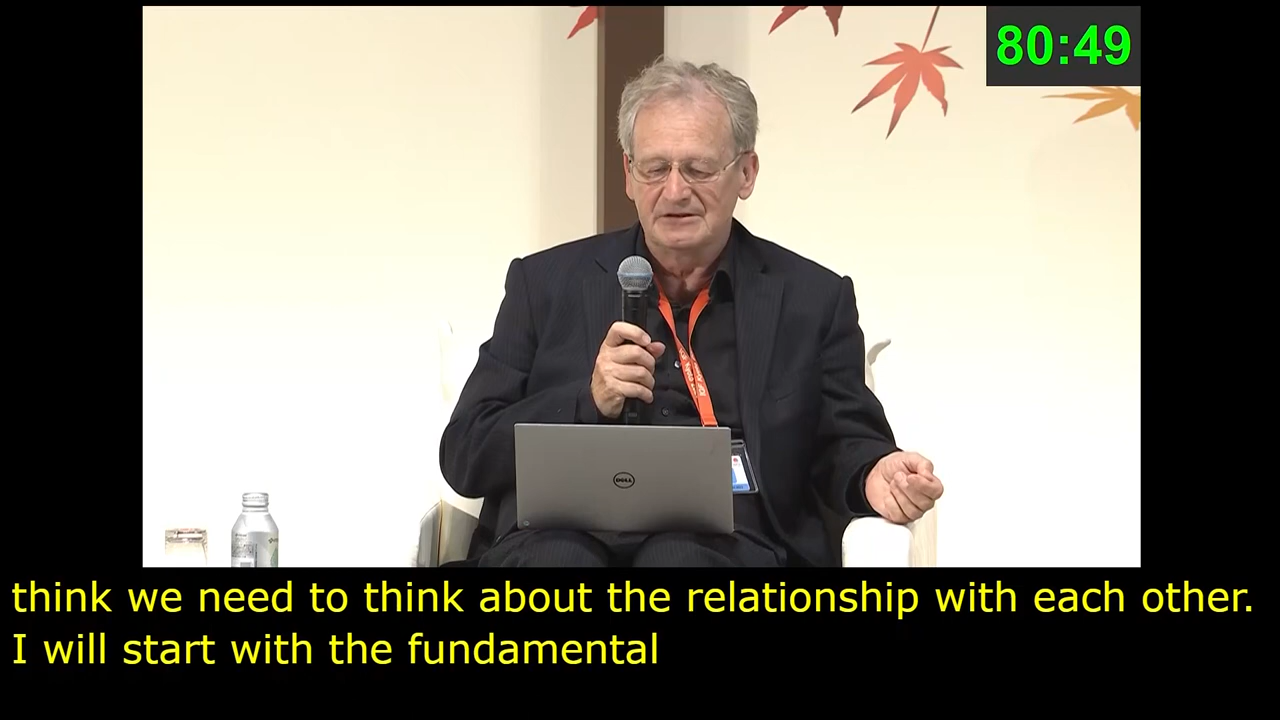 80:49
DELL
think we need to think about the relationship with each other.
I will start with the fundamental